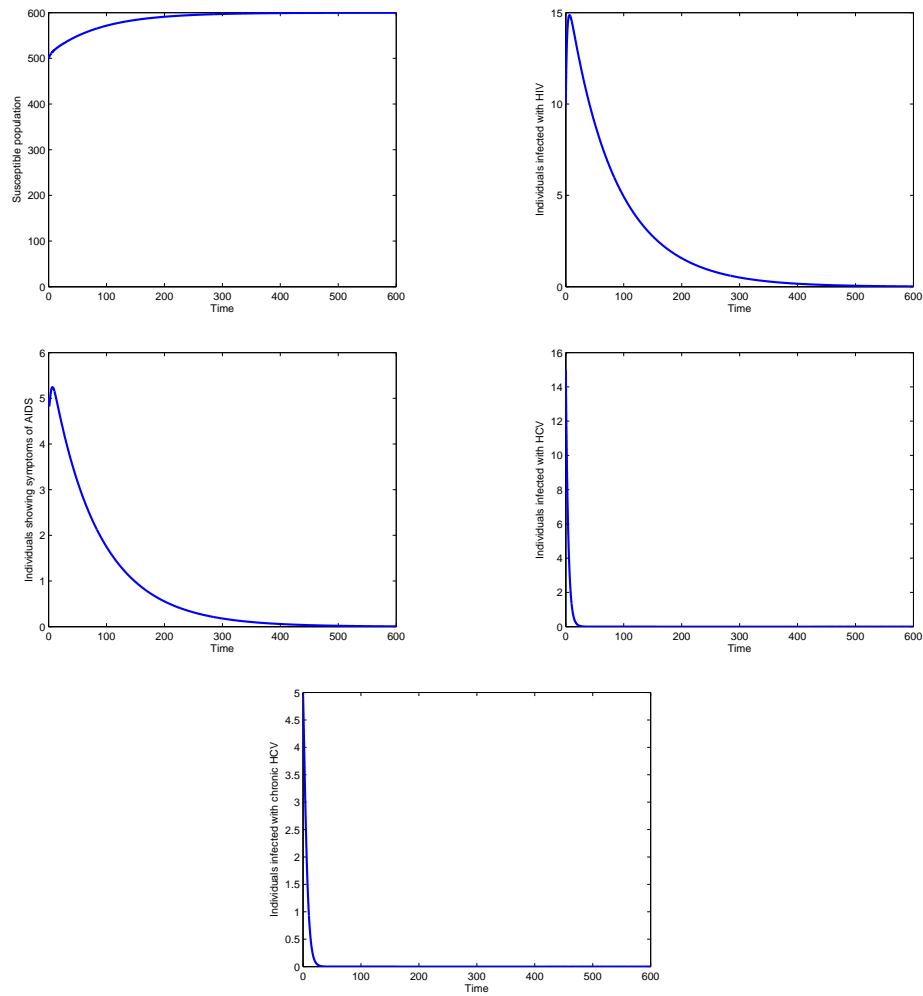 600
500
400
300
200
100
0
Susceptible population
0 100 200 300 400 500 600
Time
15
10
5
0
Individuals infected with HIV
0 100 200 300 400 500 600
Time
6
5
4
3
2
1
0
Individuals showing symptoms of AIDS
0 100 200 300 400 500 600
Time
16
14
12
10
8
6
4
2
0
Individuals infected with HCV
0 100 200 300 400 500 600
Time
5
4.5
4
3.5
3
2.5
2
1.5
1
0.5
0
Individuals infected with chronic HCV
0 100 200 300 400 500 600
Time